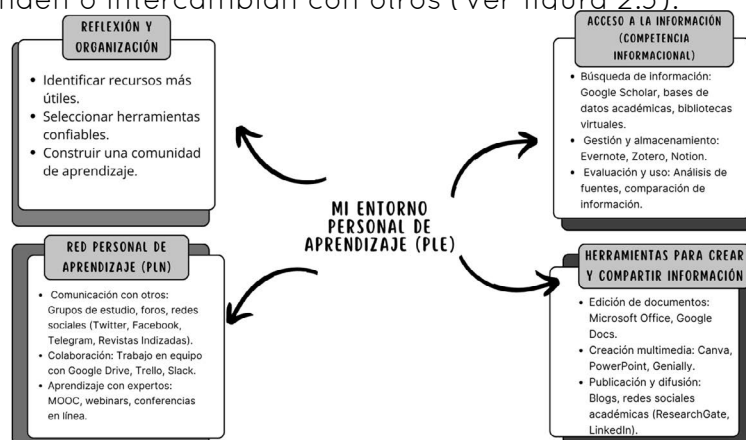 nden o intercambian con otros (Ver figura 2.5).
REFLEXIÓN Y
ORGANIZACIÓN
• Identificar recursos más
útiles.
• Seleccionar herramientas
confiables.
• Construir una comunidad
de aprendizaje.
ACCESO A LA INFORMACIÓN
(COMPETENCIA
INFORMACIONAL)
• Búsqueda de información:
Google Scholar, bases de
datos académicas, bibliotecas
virtuales.
• Gestión y almacenamiento:
Evernote, Zotero, Notion.
• Evaluación y uso: Análisis de
fuentes, comparación de
información.
MI ENTORNO
PERSONAL DE
APRENDIZAJE (PLE)
RED PERSONAL DE
APRENDIZAJE (PLN)
• Comunicación con otros:
Grupos de estudio, foros, redes
sociales (Twitter, Facebook,
Telegram, Revistas Indizadas).
• Colaboración: Trabajo en equipo
con Google Drive, Trello, Slack.
• Aprendizaje con expertos:
MOOC, webinars, conferencias
en línea.
HERRAMIENTAS PARA CREAR
Y COMPARTIR INFORMACIÓN
• Edición de documentos:
Microsoft Office, Google
Docs.
• Creación multimedia: Canva,
PowerPoint, Genially.
• Publicación y difusión:
Blogs, redes sociales
académicas (ResearchGate,
LinkedIn).